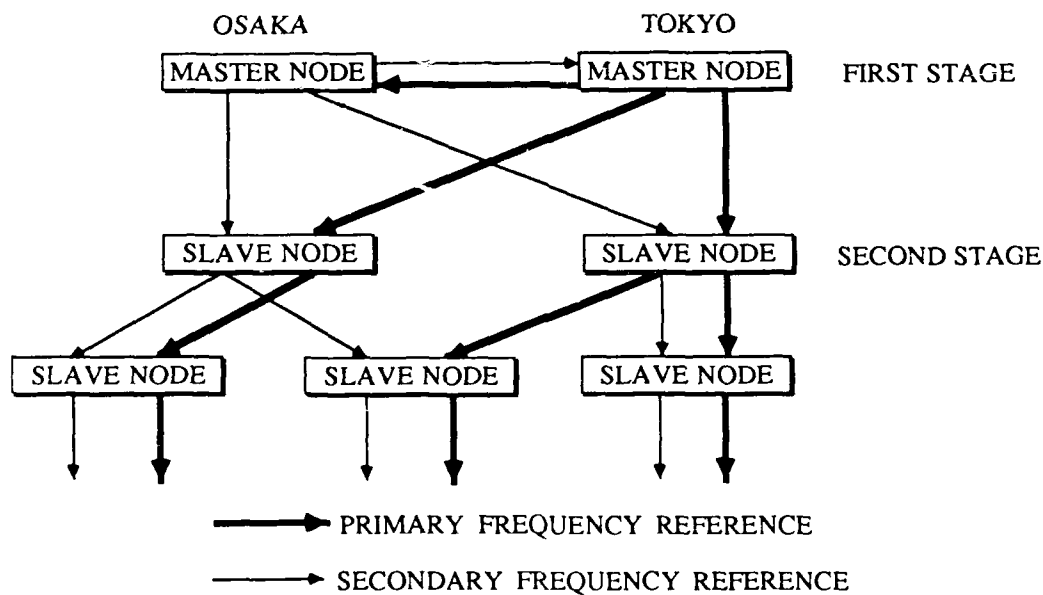 OSAKA
TOKYO
MASTER NODE
MASTER NODE
FIRST STAGE
SLAVE NODE
SLAVE NODE
SECOND STAGE
SLAVE NODE
SLAVE NODE
SLAVE NODE
PRIMARY FREQUENCY REFERENCE
SECONDARY FREQUENCY REFERENCE